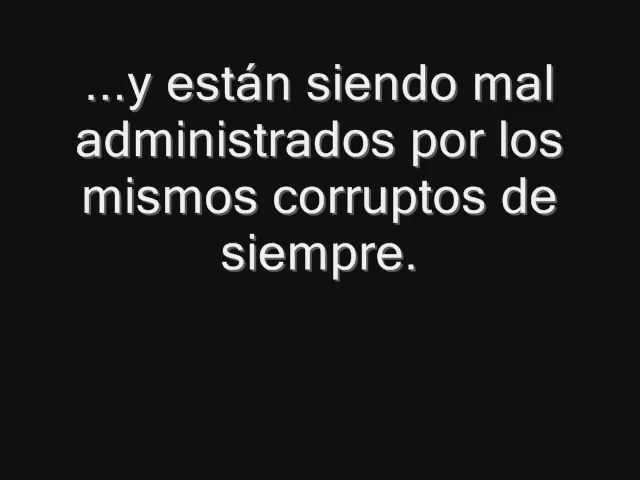 ...y están siendo mal
administrados por los
mismos corruptos de
siempre.